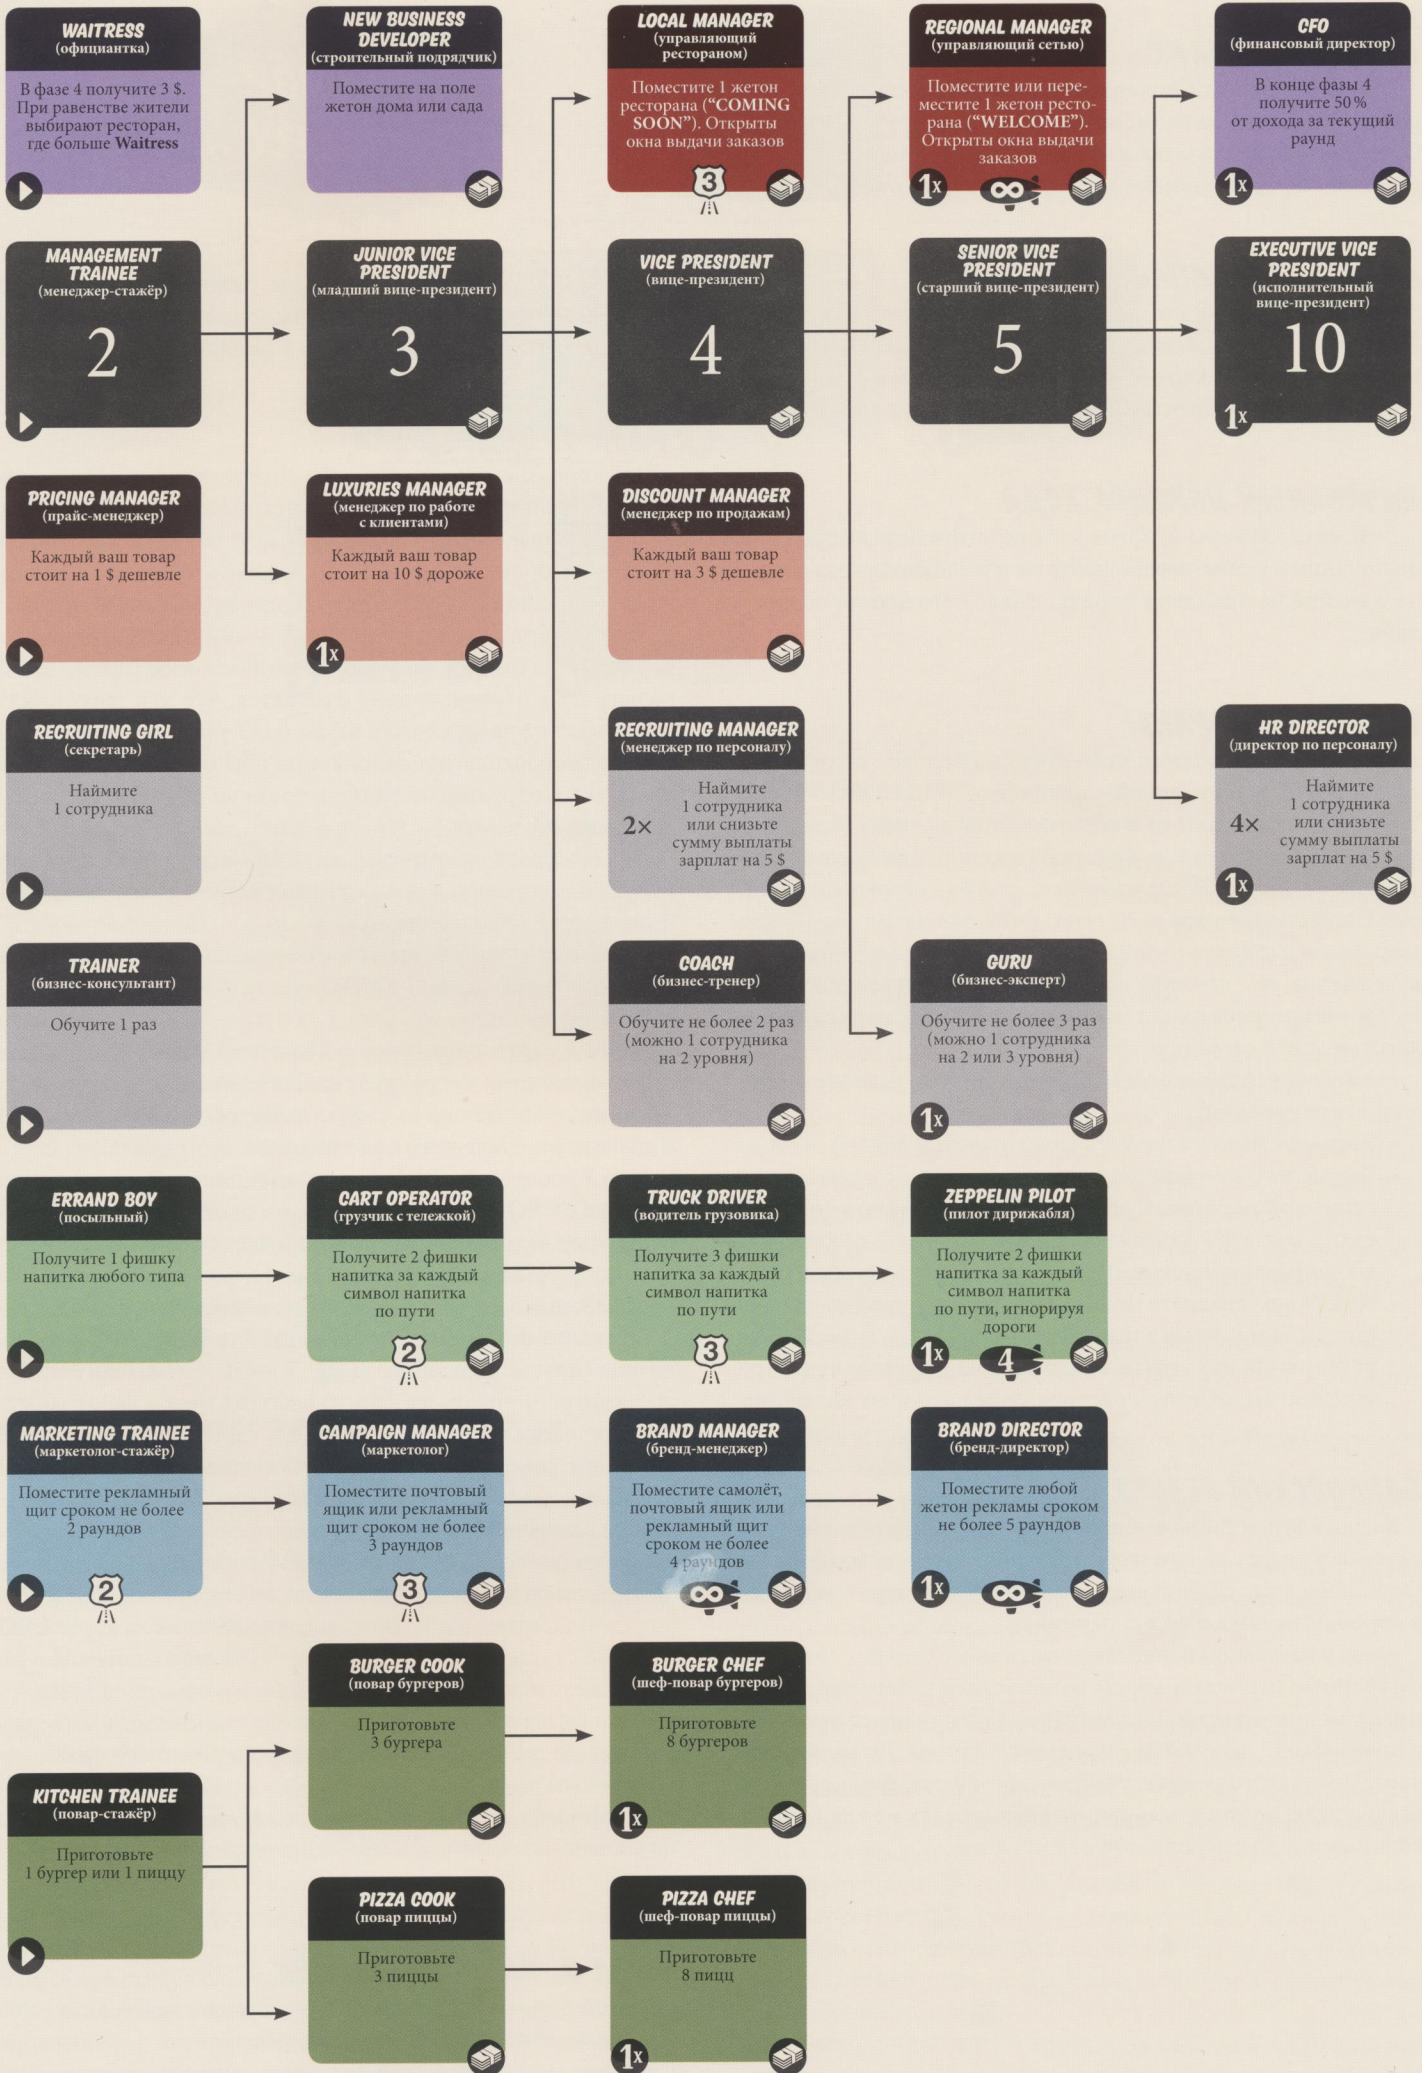 WAITRESS
(официантка)
В фазе 4 получите 3 $.
При равенстве жители
выбирают ресторан,
где больше Waitress
NEW BUSINESS
DEVELOPER
(строительный подрядчик)
Поместите на поле
жетон дома или сада
LOCAL MANAGER
(управляющий
рестораном)
Поместите 1 жетон
ресторана (“COMING
SOON”). Открыты
окна выдачи заказов
3
REGIONAL MANAGER
(управляющий сетью)
Поместите или пере-
местите 1 жетон ресто-
рана (“WELCOME”).
Открыты окна выдачи
заказов
1x
∞
CFO
(финансовый директор)
В конце фазы 4
получите 50 %
от дохода за текущий
раунд
1x
MANAGEMENT
TRAINEE
(менеджер-стажёр)
2
JUNIOR VICE
PRESIDENT
(младший вице-президент)
3
VICE PRESIDENT
(вице-президент)
4
SENIOR VICE
PRESIDENT
(старший вице-президент)
5
EXECUTIVE VICE
PRESIDENT
(исполнительный
вице-президент)
10
1x
PRICING MANAGER
(прайс-менеджер)
Каждый ваш товар
стоит на 1 $ дешевле
LUXURIES MANAGER
(менеджер по работе
с клиентами)
Каждый ваш товар
стоит на 10 $ дороже
1x
DISCOUNT MANAGER
(менеджер по продажам)
Каждый ваш товар
стоит на 3 $ дешевле
RECRUITING GIRL
(секретарь)
Наймите
1 сотрудника
RECRUITING MANAGER
(менеджер по персоналу)
2×
Наймите
1 сотрудника
или снизьте
сумму выплаты
зарплат на 5 $
HR DIRECTOR
(директор по персоналу)
4×
Наймите
1 сотрудника
или снизьте
сумму выплаты
зарплат на 5 $
1x
TRAINER
(бизнес-консультант)
Обучите 1 раз
COACH
(бизнес-тренер)
Обучите не более 2 раз
(можно 1 сотрудника
на 2 уровня)
GURU
(бизнес-эксперт)
Обучите не более 3 раз
(можно 1 сотрудника
на 2 или 3 уровня)
1x
ERRAND BOY
(посыльный)
Получите 1 фишку
напитка любого типа
CART OPERATOR
(грузчик с тележкой)
Получите 2 фишки
напитка за каждый
символ напитка
по пути
2
TRUCK DRIVER
(водитель грузовика)
Получите 3 фишки
напитка за каждый
символ напитка
по пути
3
ZEPPELIN PILOT
(пилот дирижабля)
Получите 2 фишки
напитка за каждый
символ напитка
по пути, игнорируя
дороги
1x
4
MARKETING TRAINEE
(маркетолог-стажёр)
Поместите рекламный
щит сроком не более
2 раундов
2
CAMPAIGN MANAGER
(маркетолог)
Поместите почтовый
ящик или рекламный
щит сроком не более
3 раундов
3
BRAND MANAGER
(бренд-менеджер)
Поместите самолёт,
почтовый ящик или
рекламный щит
сроком не более
4 раундов
∞
BRAND DIRECTOR
(бренд-директор)
Поместите любой
жетон рекламы сроком
не более 5 раундов
1x
∞
KITCHEN TRAINEE
(повар-стажёр)
Приготовьте
1 бургер или 1 пиццу
BURGER COOK
(повар бургеров)
Приготовьте
3 бургера
BURGER CHEF
(шеф-повар бургеров)
Приготовьте
8 бургеров
1x
PIZZA COOK
(повар пиццы)
Приготовьте
3 пиццы
PIZZA CHEF
(шеф-повар пиццы)
Приготовьте
8 пицц
1x